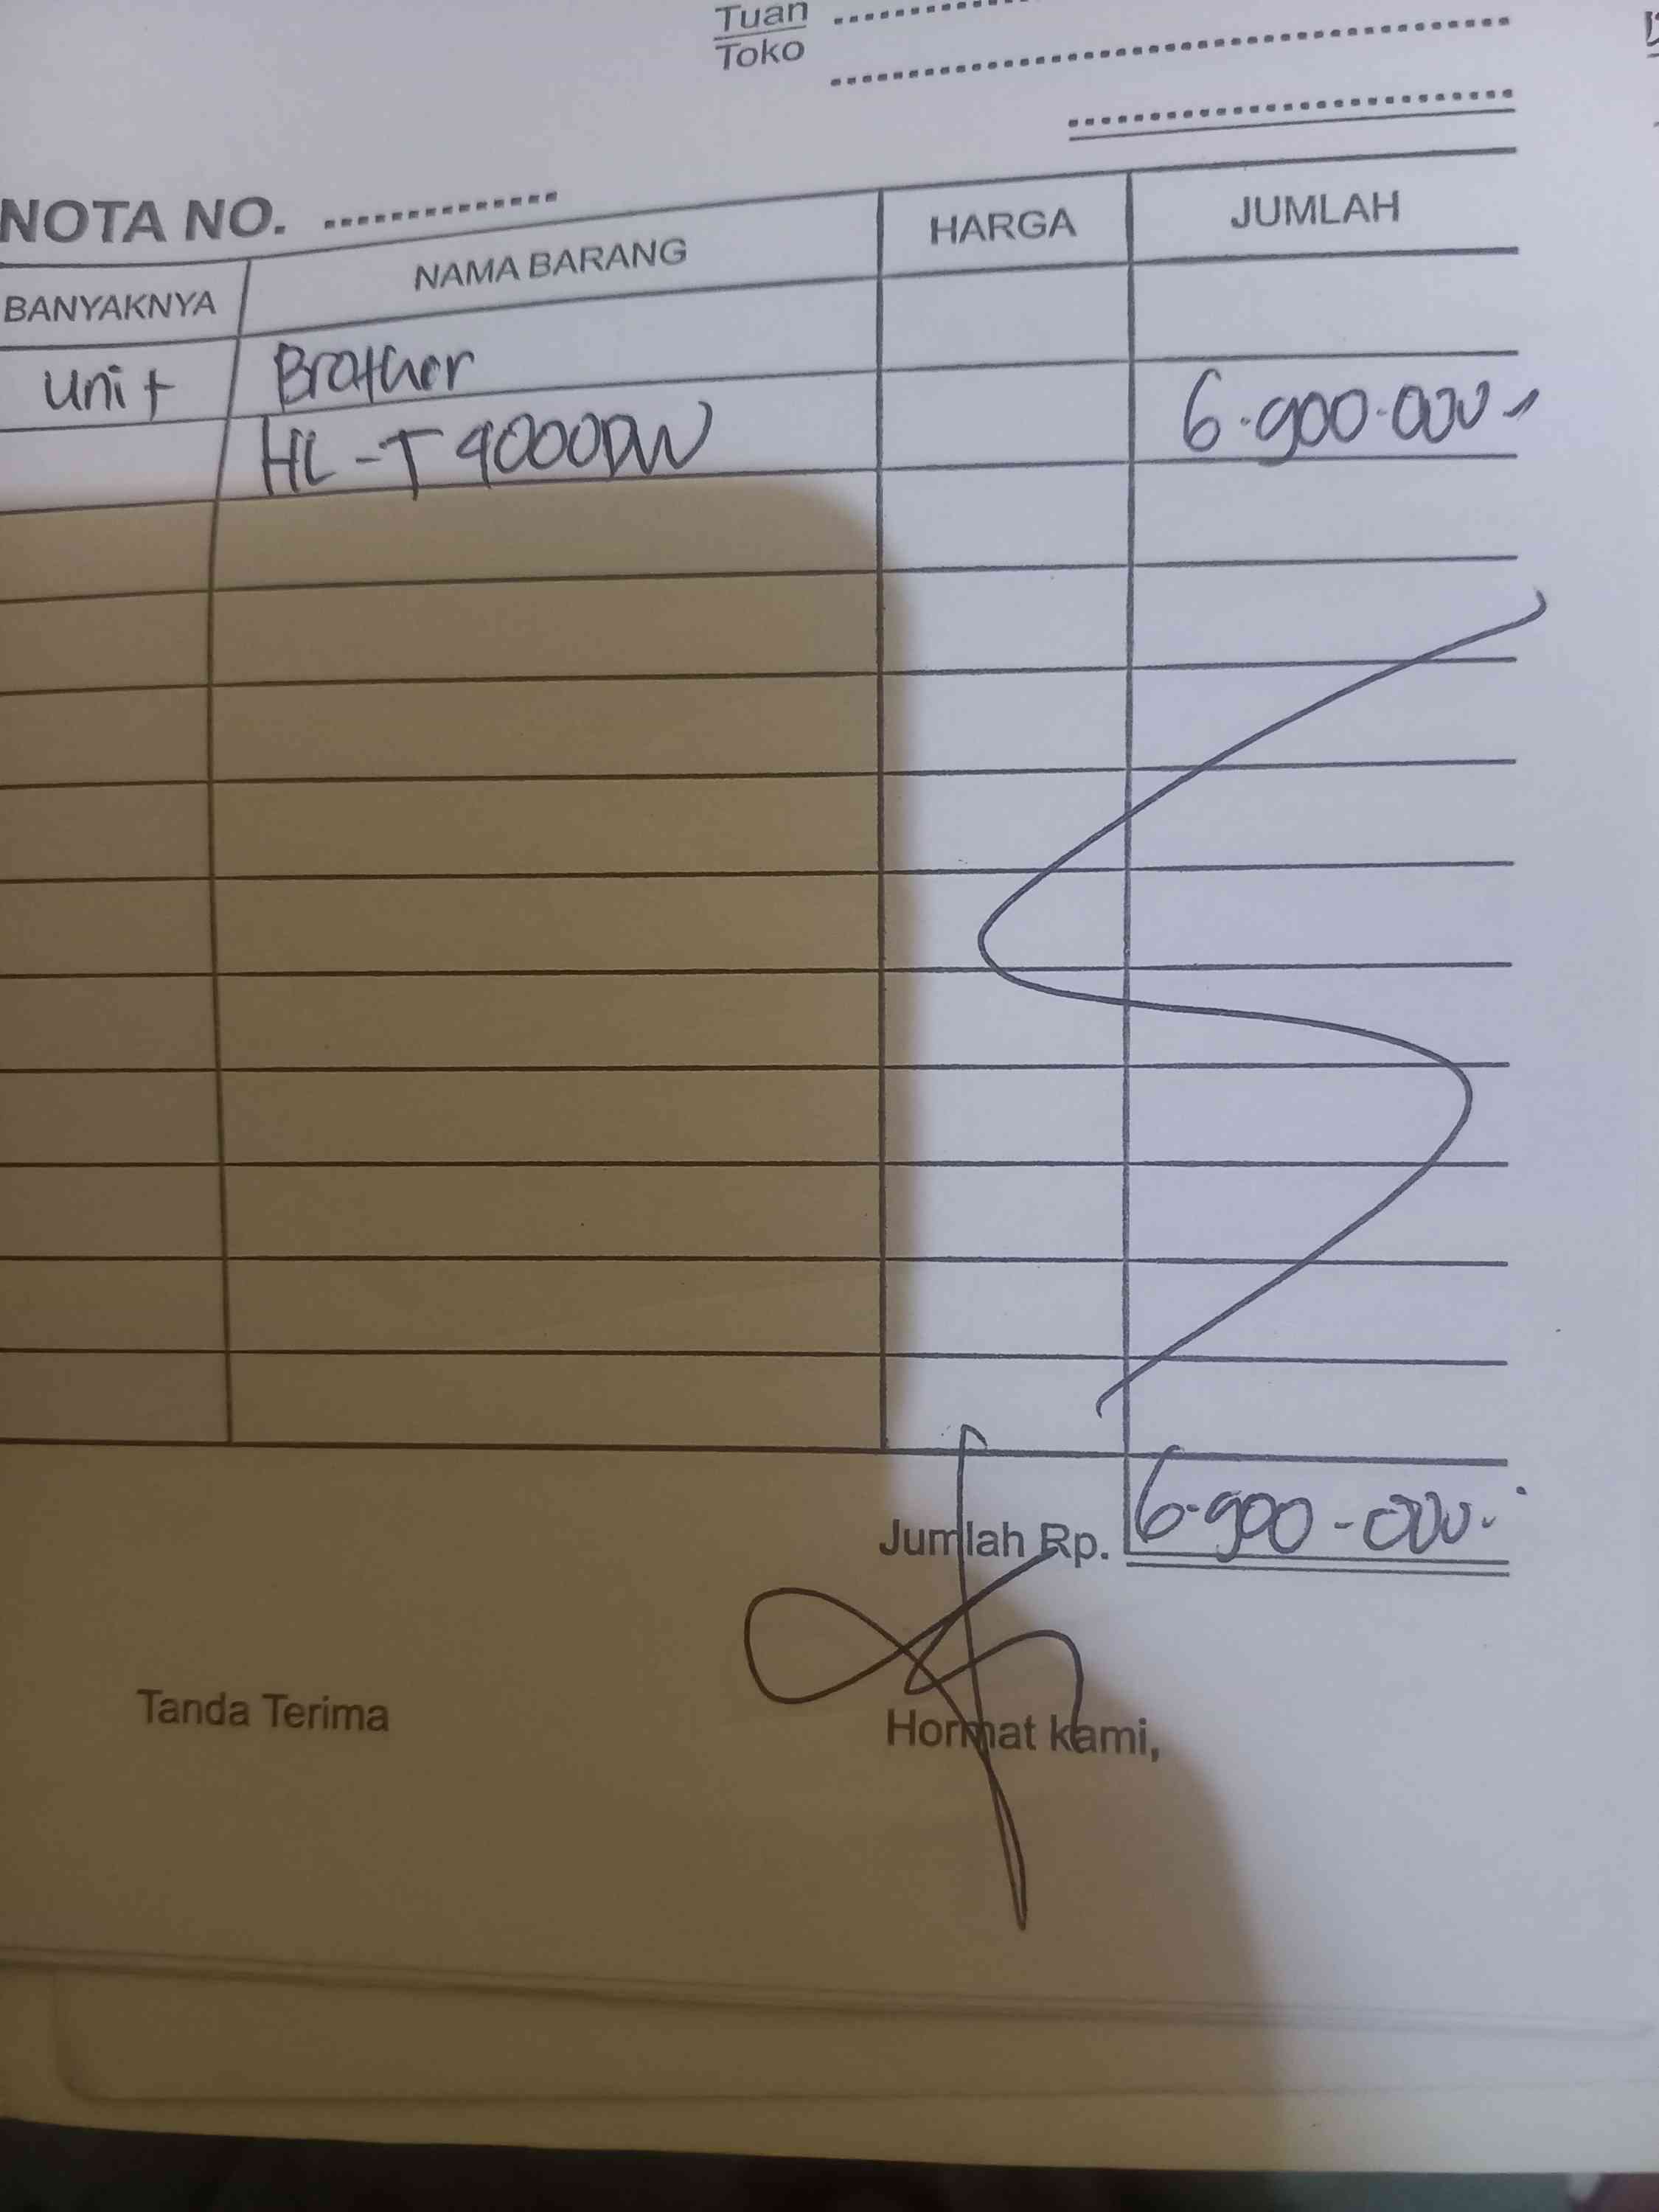 Tuan
Toko
NOTA NO. ..............
BANYAKNYA NAMA BARANG HARGA JUMLAH
unit Brother
HL-T4000DW 6.900.000,-
Jumlah Rp. 6.900.000.-
Tanda Terima Hormat kami,